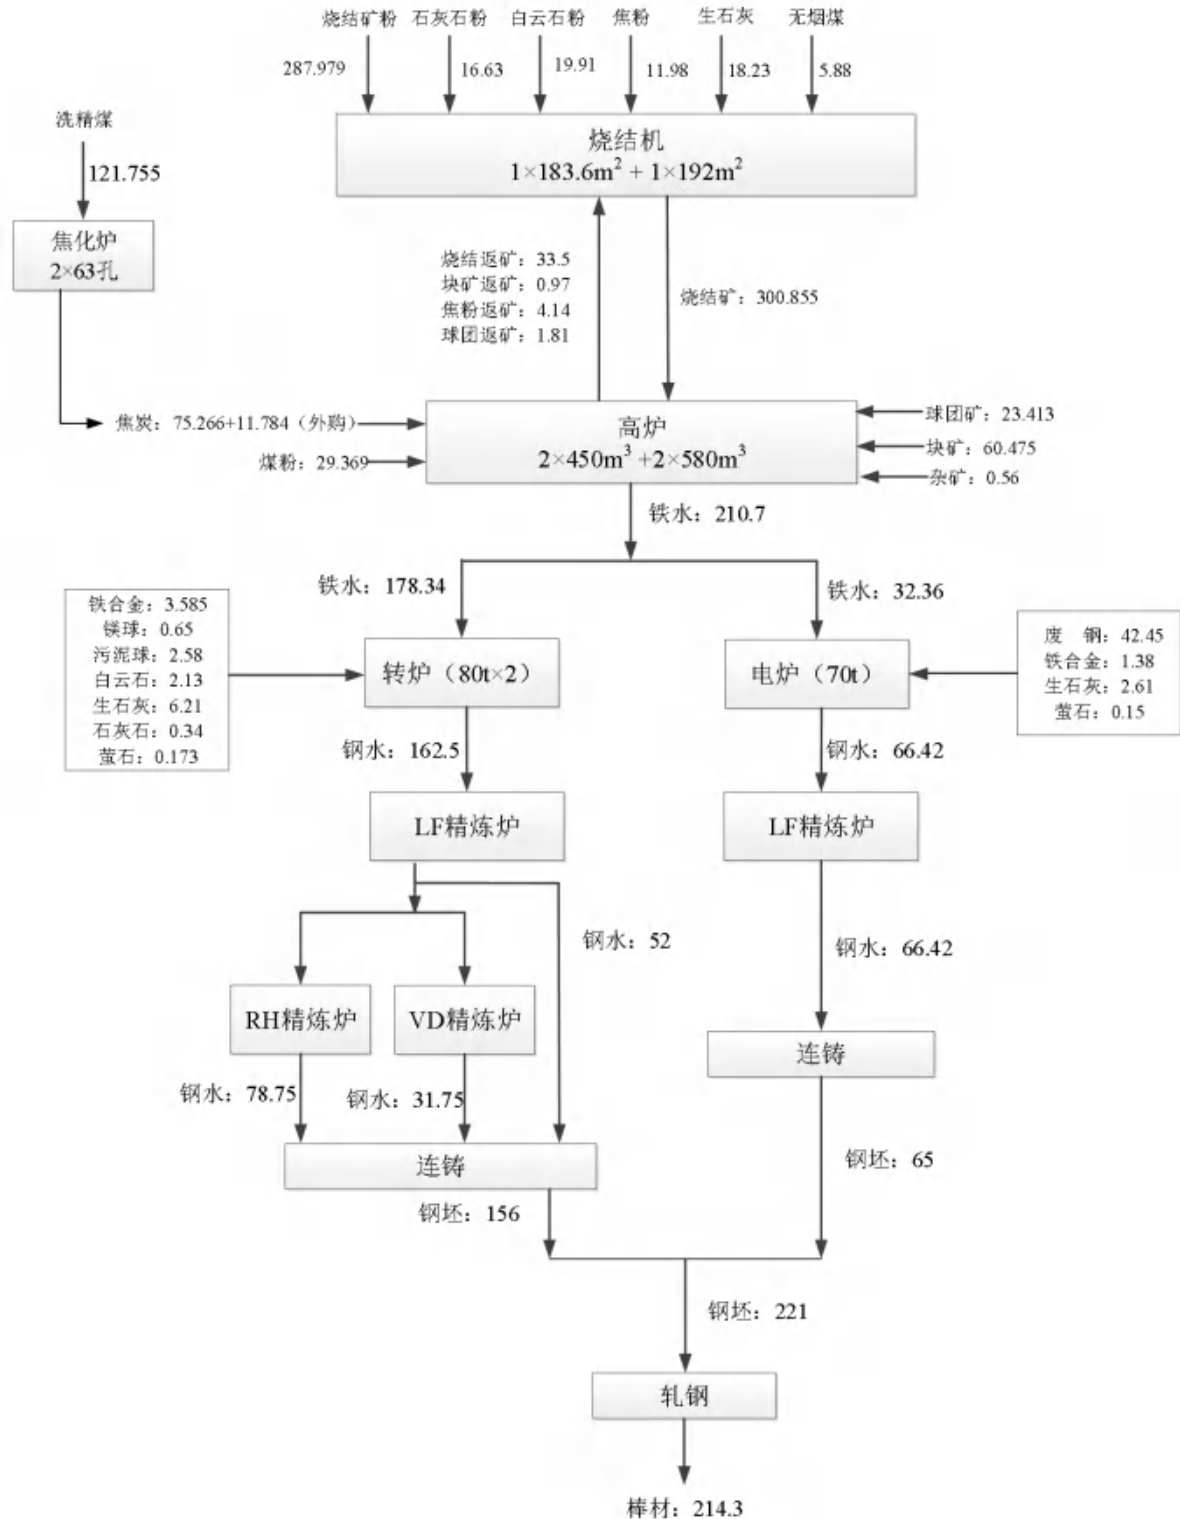 烧结矿粉 石灰石粉 白云石粉 焦粉 生石灰 无烟煤
287.979 16.63 19.91 11.98 18.23 5.88
洗精煤
121.755
烧结机
1×183.6m² + 1×192m²
焦化炉
2×63孔
烧结返矿：33.5
块矿返矿：0.97
焦粉返矿：4.14
球团返矿：1.81
烧结矿：300.855
焦炭：75.266+11.784（外购）
煤粉：29.369
高炉
2×450m³ +2×580m³
球团矿：23.413
块矿：60.475
杂矿：0.56
铁水：210.7
铁水：178.34
铁水：32.36
铁合金：3.585
镁球：0.65
污泥球：2.58
白云石：2.13
生石灰：6.21
石灰石：0.34
萤石：0.173
转炉（80t×2）
电炉（70t）
废 钢：42.45
铁合金：1.38
生石灰：2.61
萤石：0.15
钢水：162.5
钢水：66.42
LF精炼炉
LF精炼炉
钢水：52
钢水：66.42
RH精炼炉
VD精炼炉
连铸
钢水：78.75
钢水：31.75
连铸
钢坯：65
钢坯：156
钢坯：221
轧钢
棒材：214.3